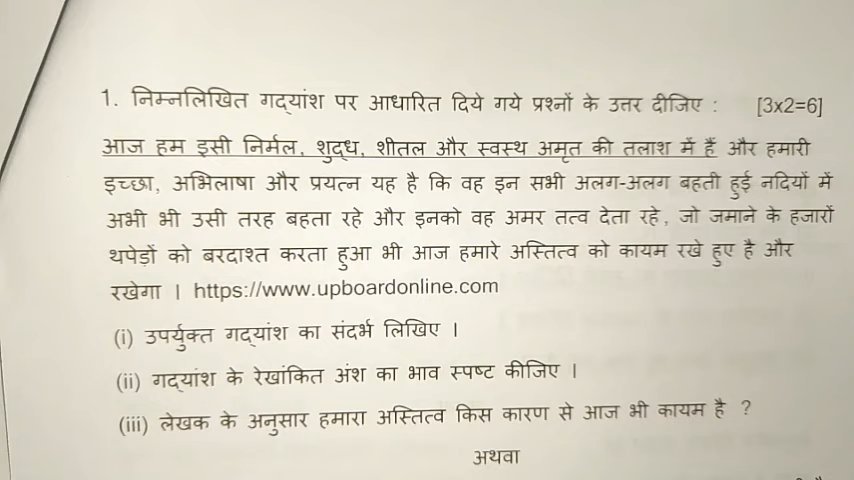 1. निम्नलिखित गद्यांश पर आधारित दिये गये प्रश्नों के उत्तर दीजिए : [3x2=6]
आज हम इसी निर्मल, शुद्ध, शीतल और स्वस्थ अमृत की तलाश में हैं और हमारी
इच्छा, अभिलाषा और प्रयत्न यह है कि वह इन सभी अलग-अलग बहती हुई नदियों में
अभी भी उसी तरह बहता रहे और इनको वह अमर तत्व देता रहे, जो जमाने के हजारों
थपेड़ों को बरदाश्त करता हुआ भी आज हमारे अस्तित्व को कायम रखे हुए है और
रखेगा । https://www.upboardonline.com
(i) उपर्युक्त गद्यांश का संदर्भ लिखिए ।
(ii) गद्यांश के रेखांकित अंश का भाव स्पष्ट कीजिए ।
(iii) लेखक के अनुसार हमारा अस्तित्व किस कारण से आज भी कायम है ?
अथवा